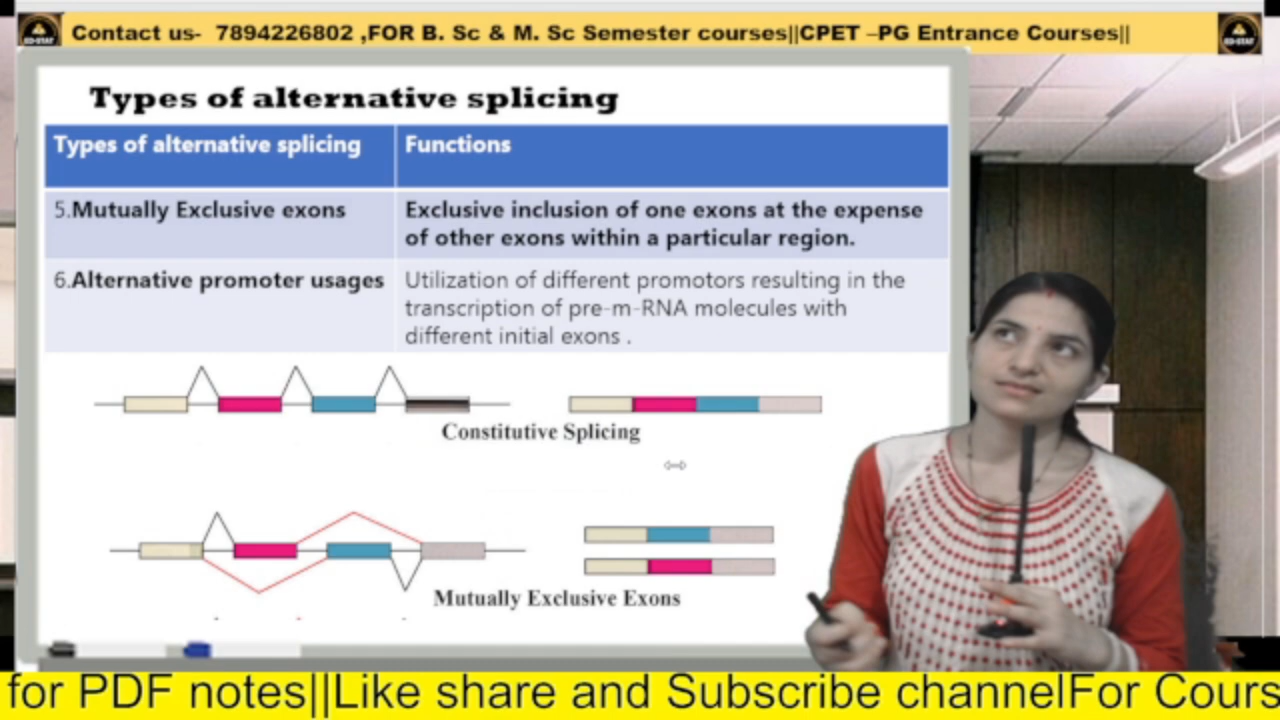 Contact us- 7894226802 ,FOR B. Sc & M. Sc Semester courses||CPET –PG Entrance Courses||
Types of alternative splicing
Types of alternative splicing
Functions
5.Mutually Exclusive exons
Exclusive inclusion of one exons at the expense
of other exons within a particular region.
6.Alternative promoter usages
Utilization of different promotors resulting in the
transcription of pre-m-RNA molecules with
different initial exons .
Constitutive Splicing
Mutually Exclusive Exons
for PDF notes||Like share and Subscribe channelFor Cours